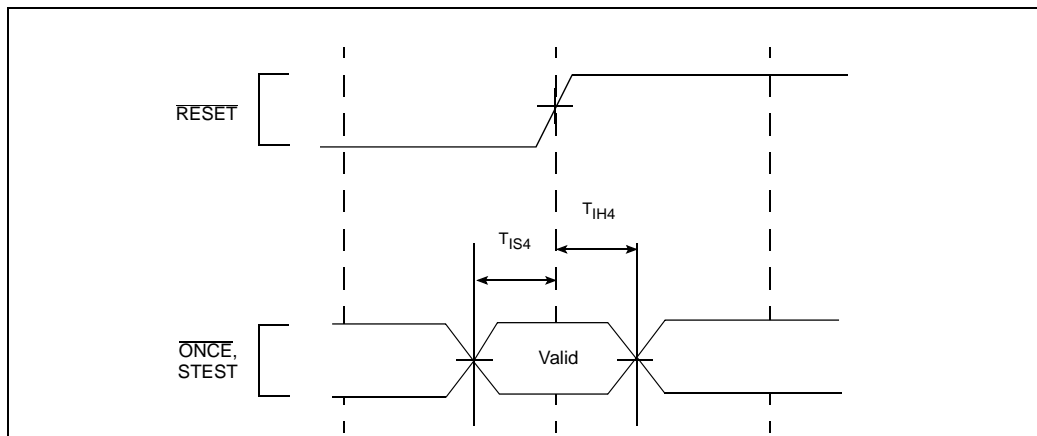 RESET
T_IH4
T_IS4
ONCE,
STEST
Valid